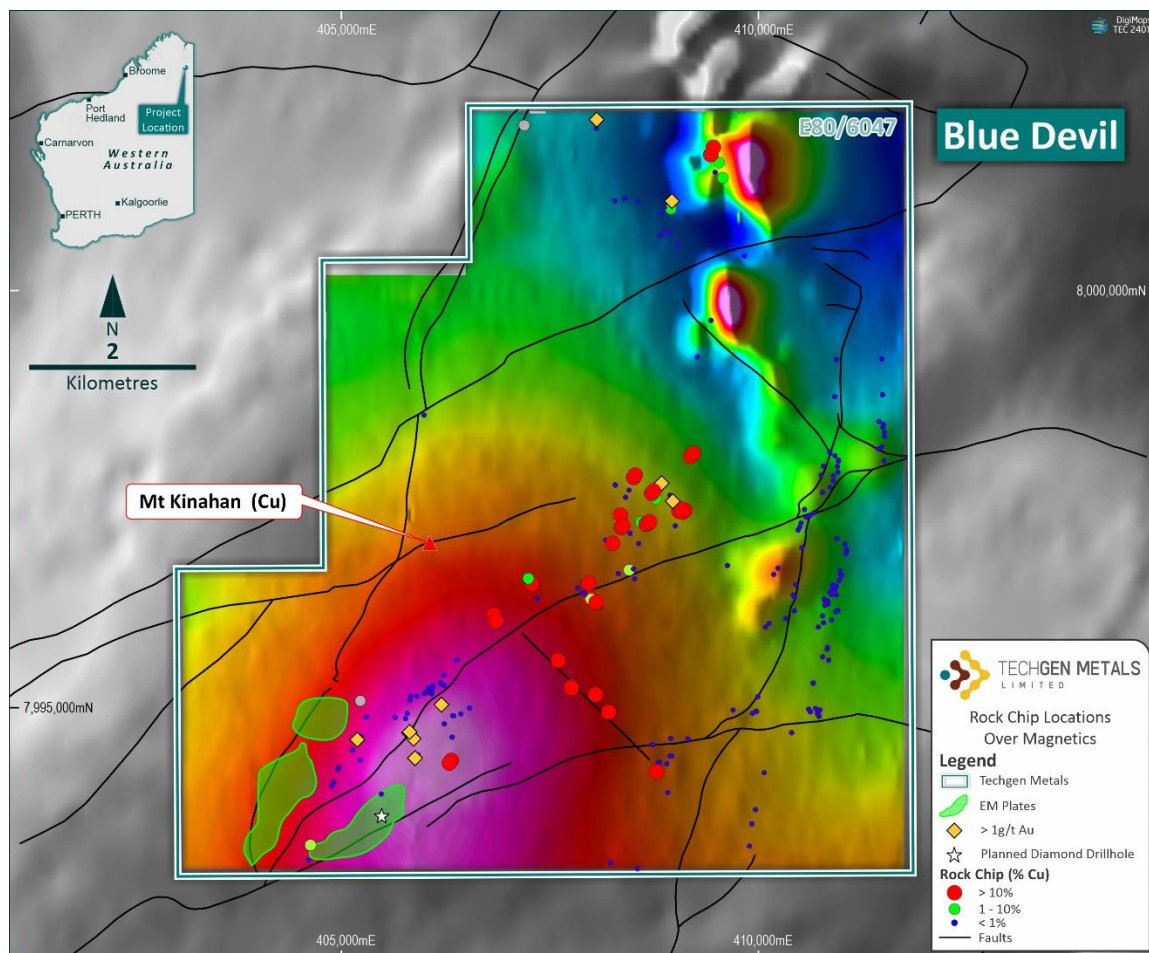 405,000mE
410,000mE
DigiMaps
TEC 2401
Broome
Port
Hedland
Project
Location
Carnarvon
Western
Australia
Kalgoorlie
PERTH
E80/6047
Blue Devil
N
2
Kilometres
8,000,000mN
Mt Kinahan (Cu)
7,995,000mN
TECHGEN METALS
LIMITED
Rock Chip Locations
Over Magnetics
Legend
Techgen Metals
EM Plates
> 1g/t Au
Planned Diamond Drillhole
Rock Chip (% Cu)
> 10%
1 - 10%
< 1%
Faults
405,000mE
410,000mE